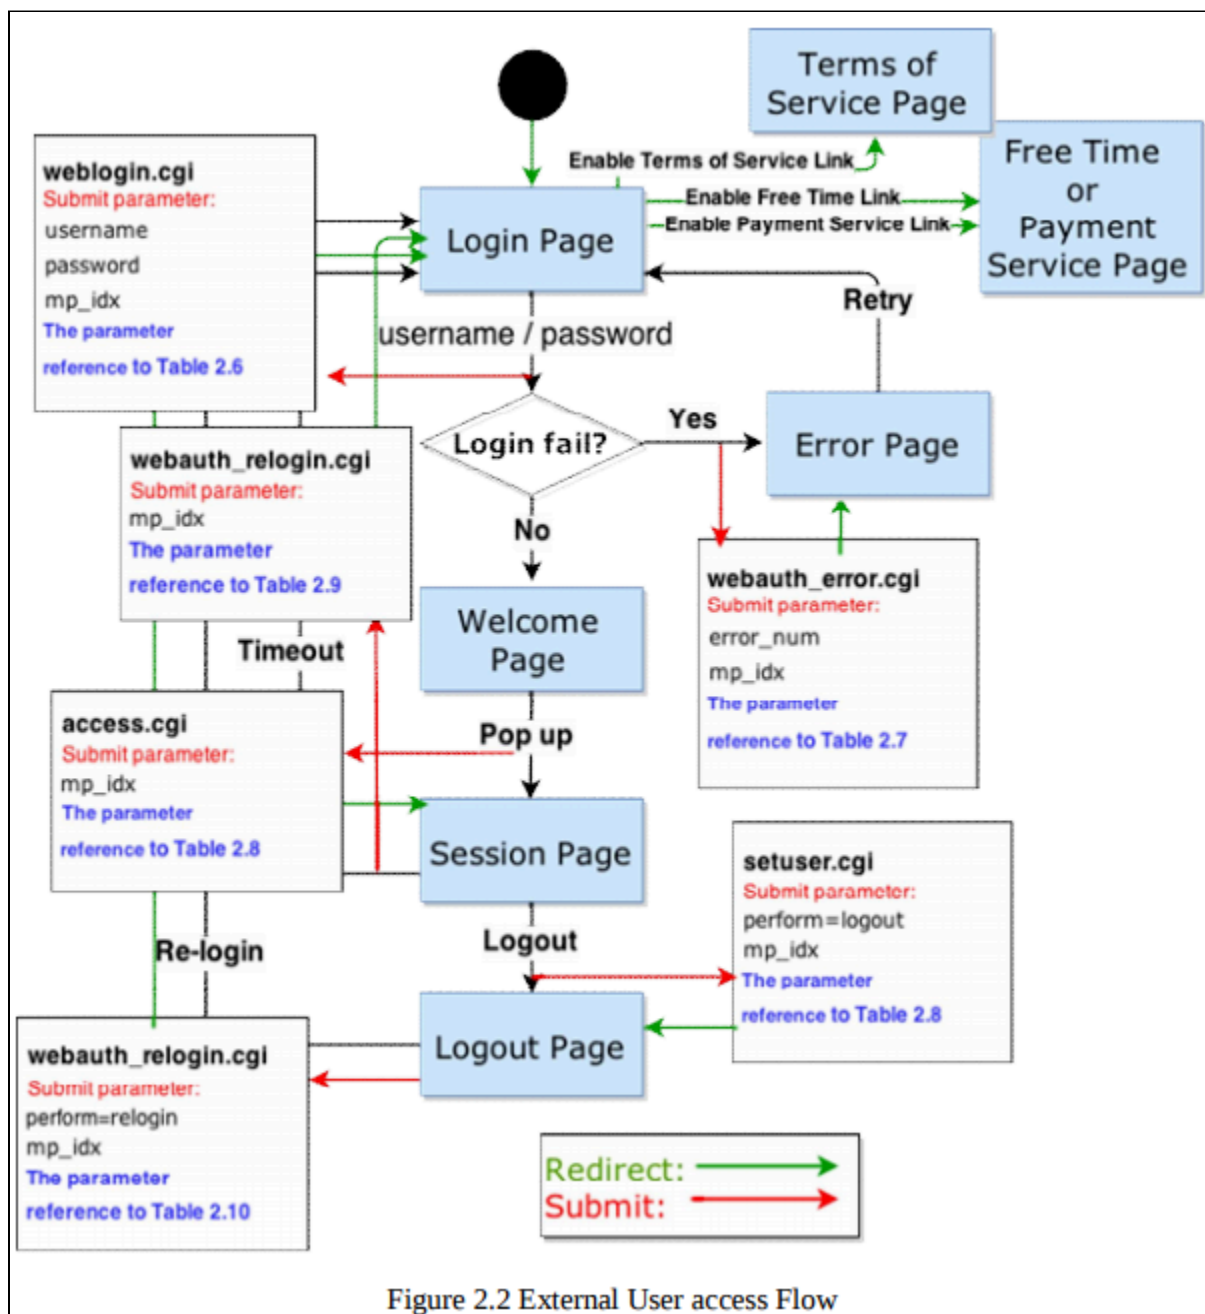 Terms of
Service Page
Enable Terms of Service Link
Free Time
or
Payment
Service Page
Enable Free Time Link
Enable Payment Service Link
weblogin.cgi
Submit parameter:
username
password
mp_idx
The parameter
reference to Table 2.6
Login Page
Retry
username / password
Login fail?
Yes
Error Page
webauth_relogin.cgi
Submit parameter:
mp_idx
The parameter
reference to Table 2.9
No
webauth_error.cgi
Submit parameter:
error_num
mp_idx
The parameter
reference to Table 2.7
Welcome
Page
Timeout
access.cgi
Submit parameter:
mp_idx
The parameter
reference to Table 2.8
Pop up
Session Page
setuser.cgi
Submit parameter:
perform=logout
mp_idx
The parameter
reference to Table 2.8
Logout
Re-login
Logout Page
webauth_relogin.cgi
Submit parameter:
perform=relogin
mp_idx
The parameter
reference to Table 2.10
Redirect:
Submit:
Figure 2.2 External User access Flow